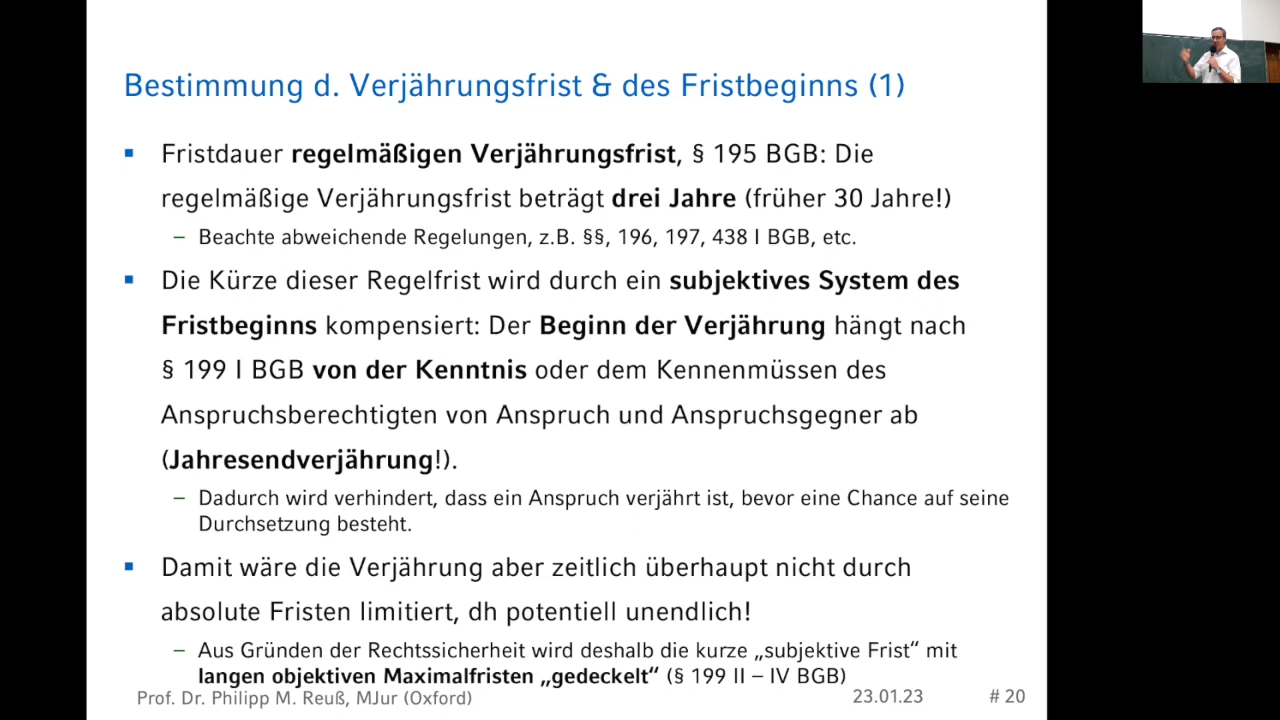 Bestimmung d. Verjährungsfrist & des Fristbeginns (1)
▪ Fristdauer regelmäßigen Verjährungsfrist, § 195 BGB: Die
regelmäßige Verjährungsfrist beträgt drei Jahre (früher 30 Jahre!)
– Beachte abweichende Regelungen, z.B. §§, 196, 197, 438 I BGB, etc.
▪ Die Kürze dieser Regelfrist wird durch ein subjektives System des
Fristbeginns kompensiert: Der Beginn der Verjährung hängt nach
§ 199 I BGB von der Kenntnis oder dem Kennenmüssen des
Anspruchsberechtigten von Anspruch und Anspruchsgegner ab
(Jahresendverjährung!).
– Dadurch wird verhindert, dass ein Anspruch verjährt ist, bevor eine Chance auf seine
Durchsetzung besteht.
▪ Damit wäre die Verjährung aber zeitlich überhaupt nicht durch
absolute Fristen limitiert, dh potentiell unendlich!
– Aus Gründen der Rechtssicherheit wird deshalb die kurze „subjektive Frist“ mit
langen objektiven Maximalfristen „gedeckelt“ (§ 199 II – IV BGB)
Prof. Dr. Philipp M. Reuß, MJur (Oxford) 23.01.23 # 20